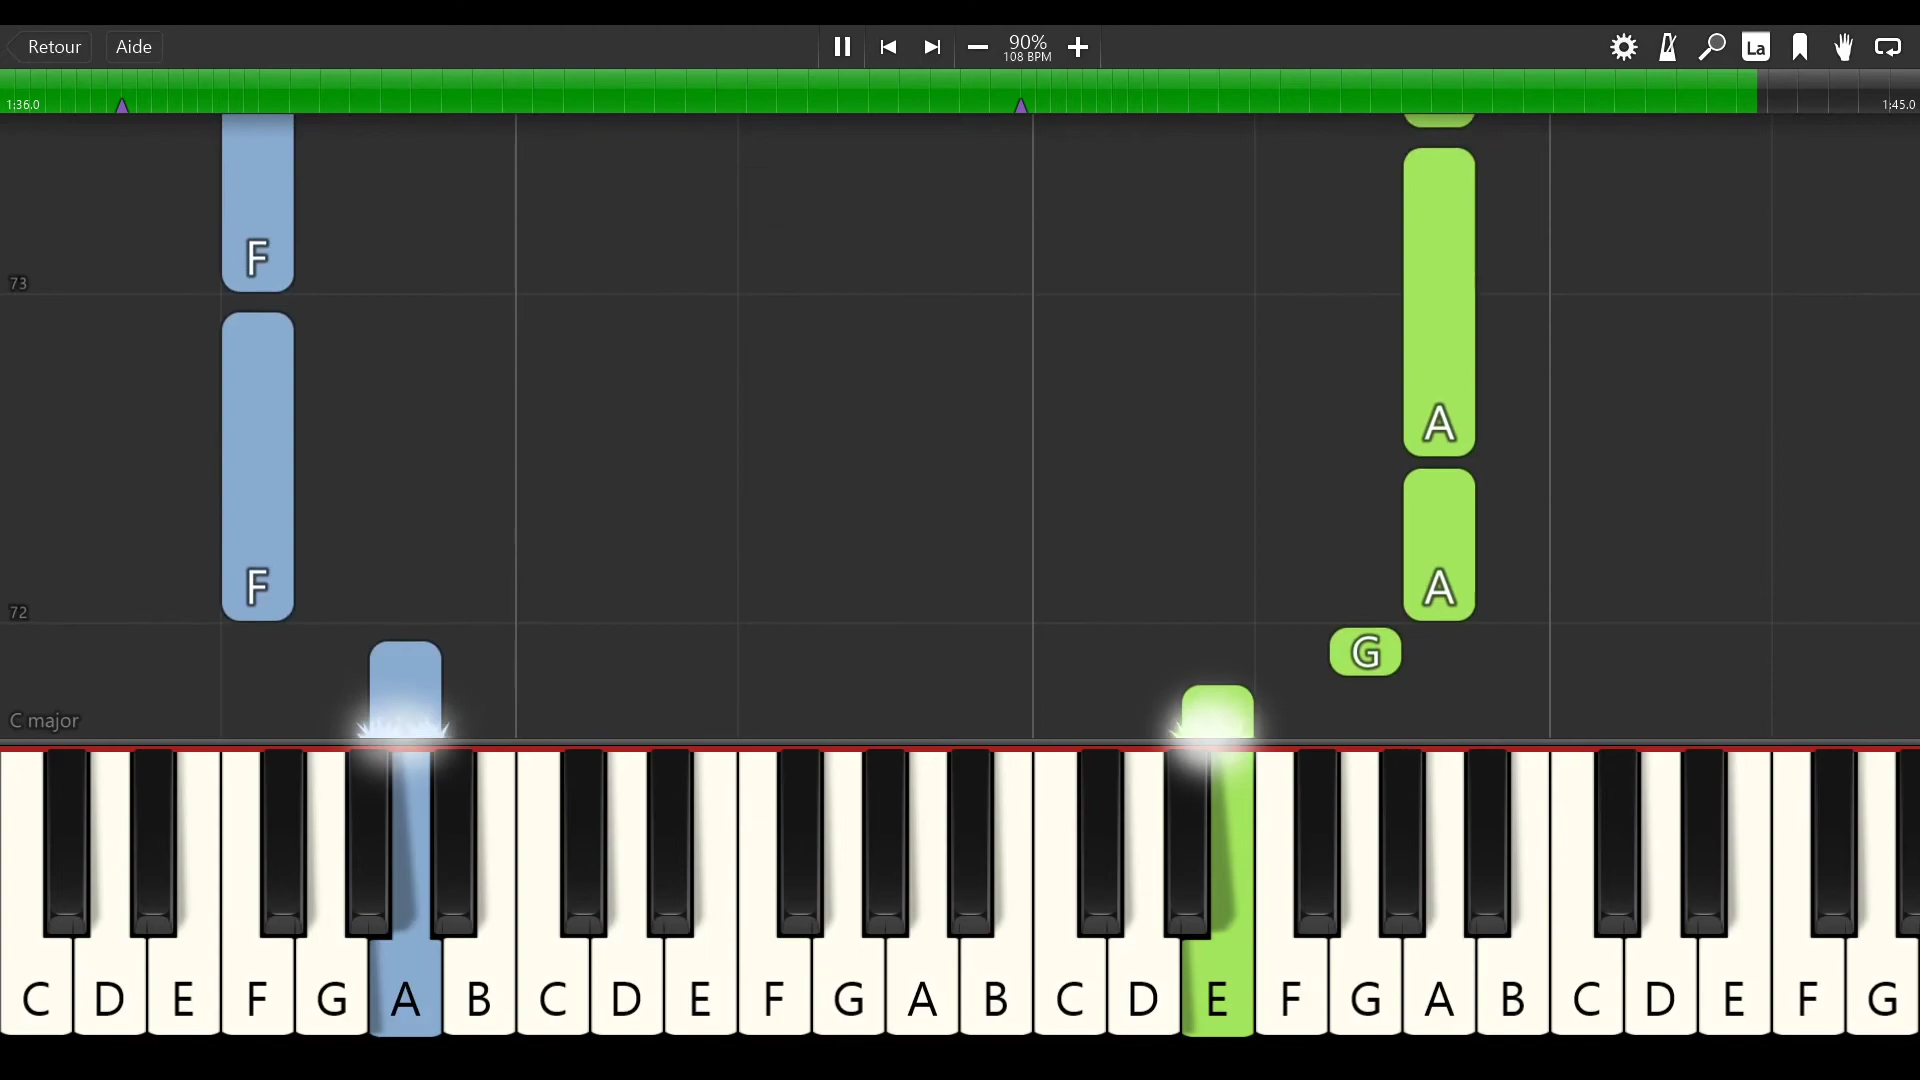 Retour Aide 90% La
108 BPM
1:36.0 1:45.0
F
73
A
F A
72
G
C major
C D E F G A B C D E F G A B C D E F G A B C D E F G